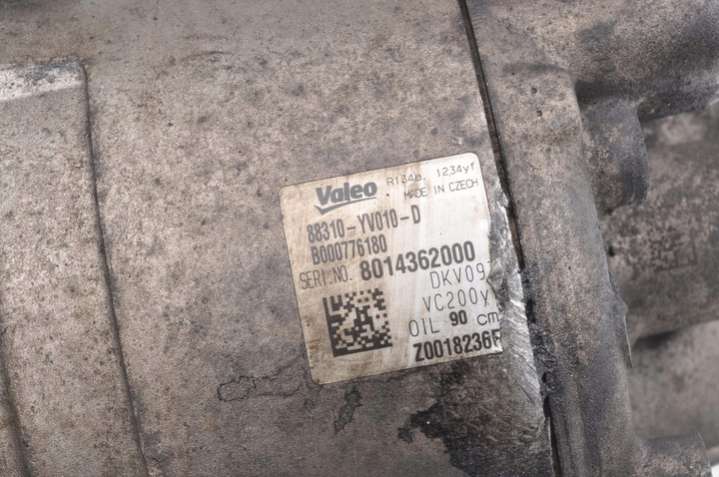 Valeo R134a, 1234yf
MADE IN CZECH
88310-YV010-D
B000776180
SERI.NO. 8014362000
DKV09
VC200y
OIL 90 cm
Z0018236F